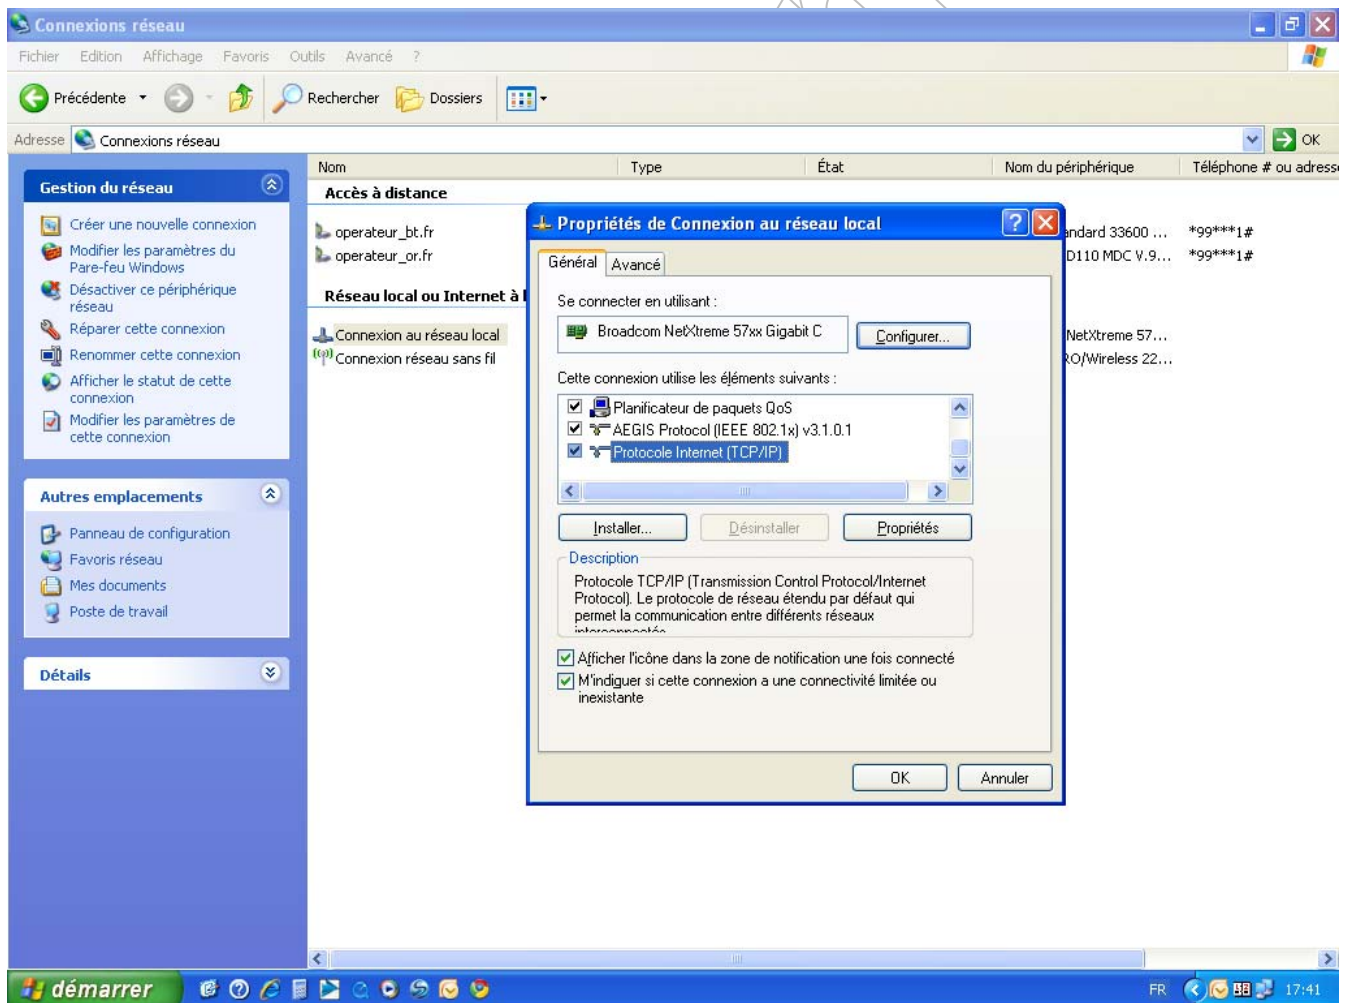 Connexions réseau
Fichier Edition Affichage Favoris Outils Avancé ?
Précédente Rechercher Dossiers
Adresse Connexions réseau OK
Nom Type État Nom du périphérique Téléphone # ou adresse
Gestion du réseau
Créer une nouvelle connexion
Modifier les paramètres du
Pare-feu Windows
Désactiver ce périphérique
réseau
Réparer cette connexion
Renommer cette connexion
Afficher le statut de cette
connexion
Modifier les paramètres de
cette connexion
Autres emplacements
Panneau de configuration
Favoris réseau
Mes documents
Poste de travail
Détails
Accès à distance
operateur_bt.fr andard 33600 ... *99***1#
operateur_or.fr D110 MDC V.9... *99***1#
Réseau local ou Internet à l
Connexion au réseau local NetXtreme 57...
Connexion réseau sans fil RO/Wireless 22...
Propriétés de Connexion au réseau local
Général Avancé
Se connecter en utilisant :
Broadcom NetXtreme 57xx Gigabit C Configurer...
Cette connexion utilise les éléments suivants :
Planificateur de paquets QoS
AEGIS Protocol (IEEE 802.1x) v3.1.0.1
Protocole Internet (TCP/IP)
Installer... Désinstaller Propriétés
Description
Protocole TCP/IP (Transmission Control Protocol/Internet
Protocol). Le protocole de réseau étendu par défaut qui
permet la communication entre différents réseaux
interconnectés
Afficher l'icône dans la zone de notification une fois connecté
M'indiquer si cette connexion a une connectivité limitée ou
inexistante
OK Annuler
démarrer FR 17:41